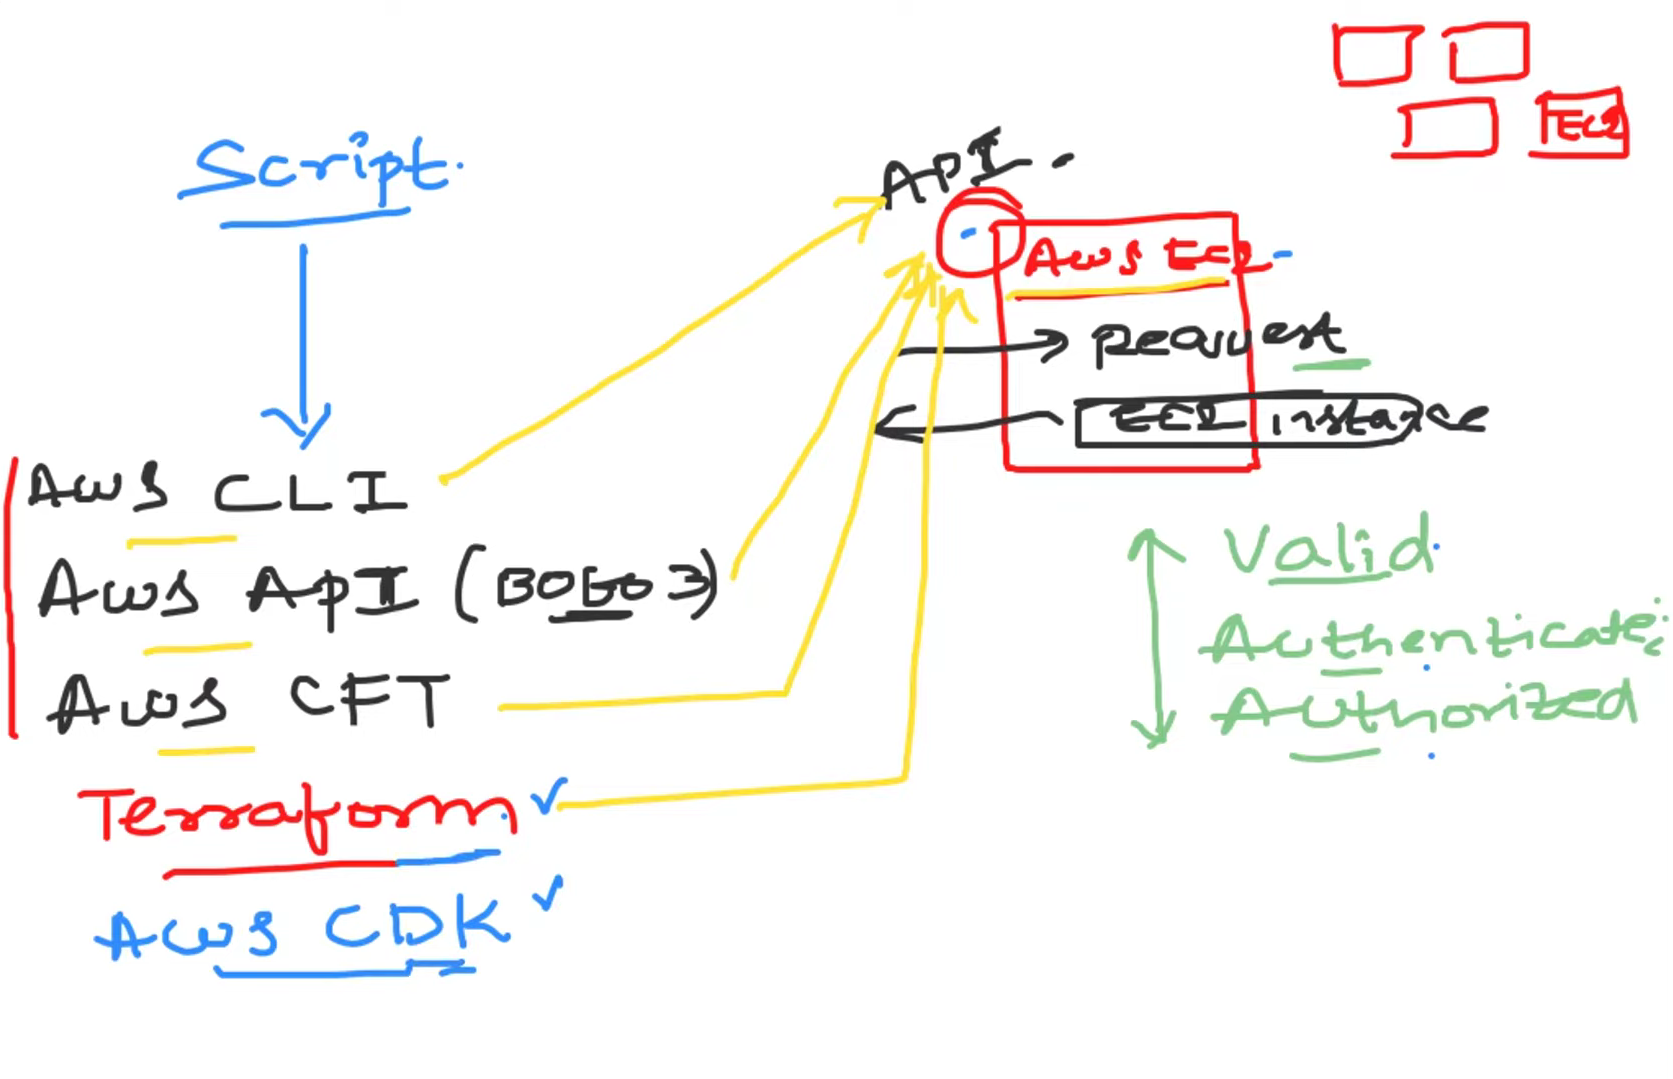 EC2
Script.
API.
AWS EC2
request
EC2 instance
AWS CLI
AWS API (BOTO3)
AWS CFT
Terraform
AWS CDK
Valid
Authenticate
Authorized